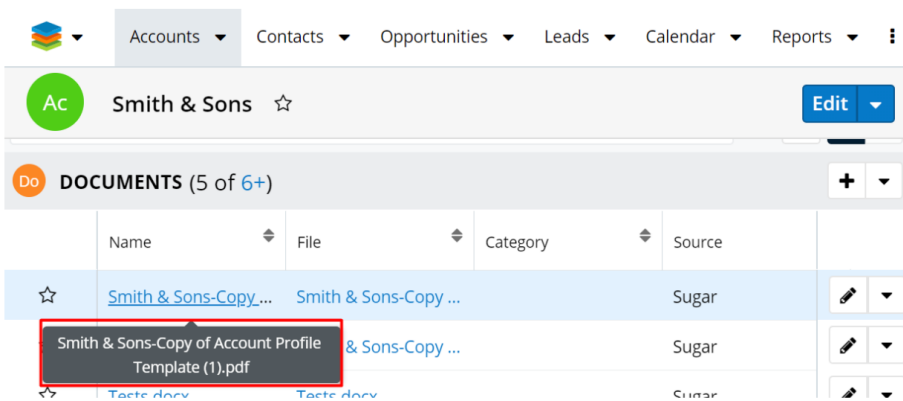 Accounts Contacts Opportunities Leads Calendar Reports
Ac Smith & Sons Edit
Do DOCUMENTS (5 of 6+)
Name File Category Source
Smith & Sons-Copy ... Smith & Sons-Copy ... Sugar
Smith & Sons-Copy of Account Profile
Template (1).pdf
& Sons-Copy ... Sugar
Tests.docx Tests.docx Sugar